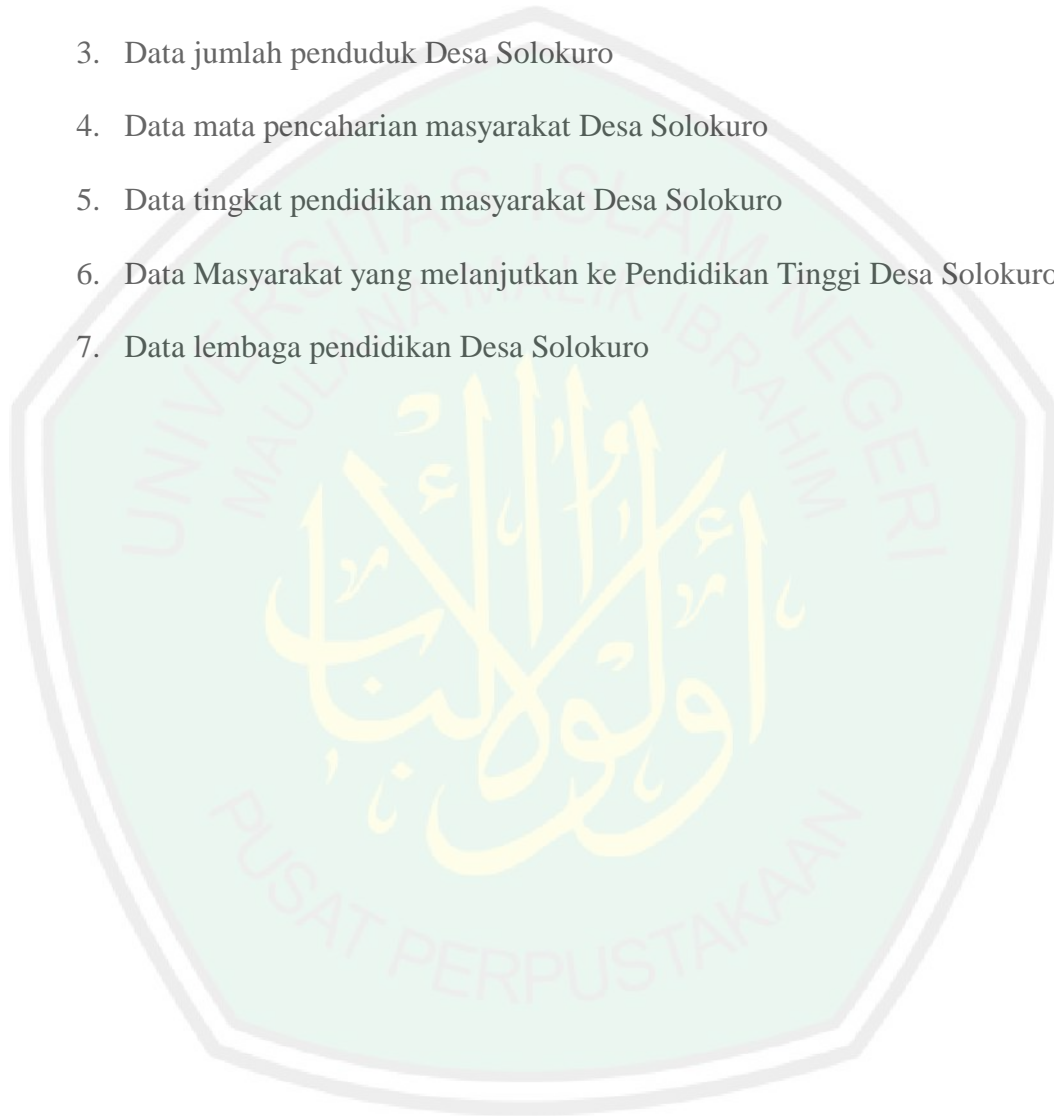 3. Data jumlah penduduk Desa Solokuro
4. Data mata pencaharian masyarakat Desa Solokuro
5. Data tingkat pendidikan masyarakat Desa Solokuro
6. Data Masyarakat yang melanjutkan ke Pendidikan Tinggi Desa Solokuro
7. Data lembaga pendidikan Desa Solokuro
UNIVERSITAS ISLAM NEGERI
MAULANA MALIK IBRAHIM
أولوا الألباب
PUSAT PERPUSTAKAAN